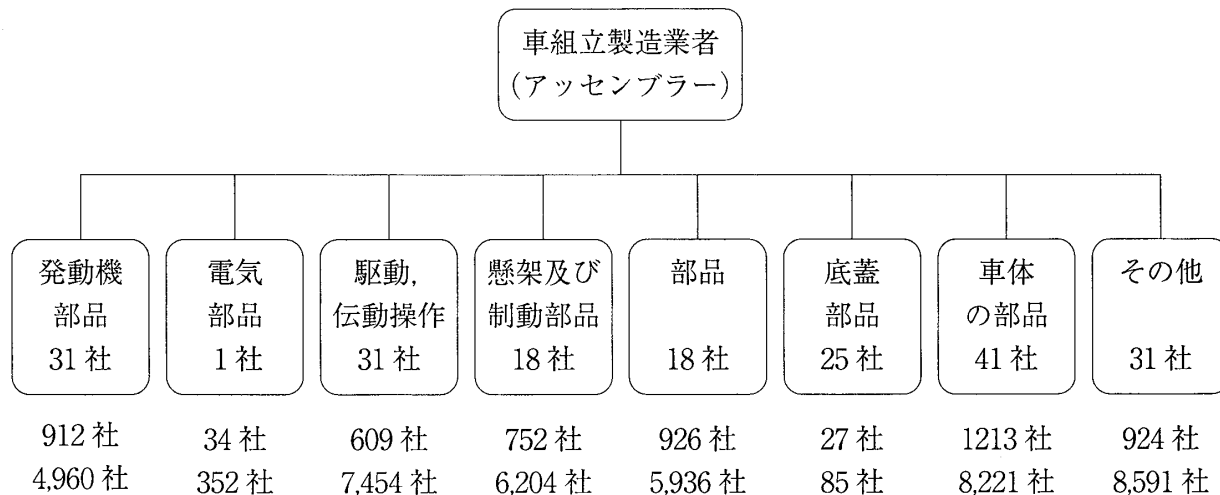 車組立製造業者
(アッセンブラー)
発動機
部品
31社
電気
部品
1社
駆動,
伝動操作
31社
懸架及び
制動部品
18社
部品
18社
底蓋
部品
25社
車体
の部品
41社
その他
31社
912社 34社 609社 752社 926社 27社 1213社 924社
4,960社 352社 7,454社 6,204社 5,936社 85社 8,221社 8,591社